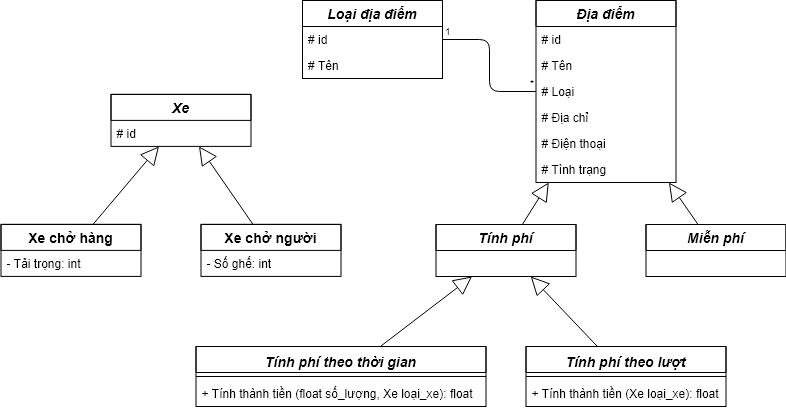 Loại địa điểm
# id
# Tên
1
*
Địa điểm
# id
# Tên
# Loại
# Địa chỉ
# Điện thoại
# Tình trạng
Xe
# id
Xe chở hàng
- Tải trọng: int
Xe chở người
- Số ghế: int
Tính phí
Miễn phí
Tính phí theo thời gian
+ Tính thành tiền (float số_lượng, Xe loại_xe): float
Tính phí theo lượt
+ Tính thành tiền (Xe loại_xe): float